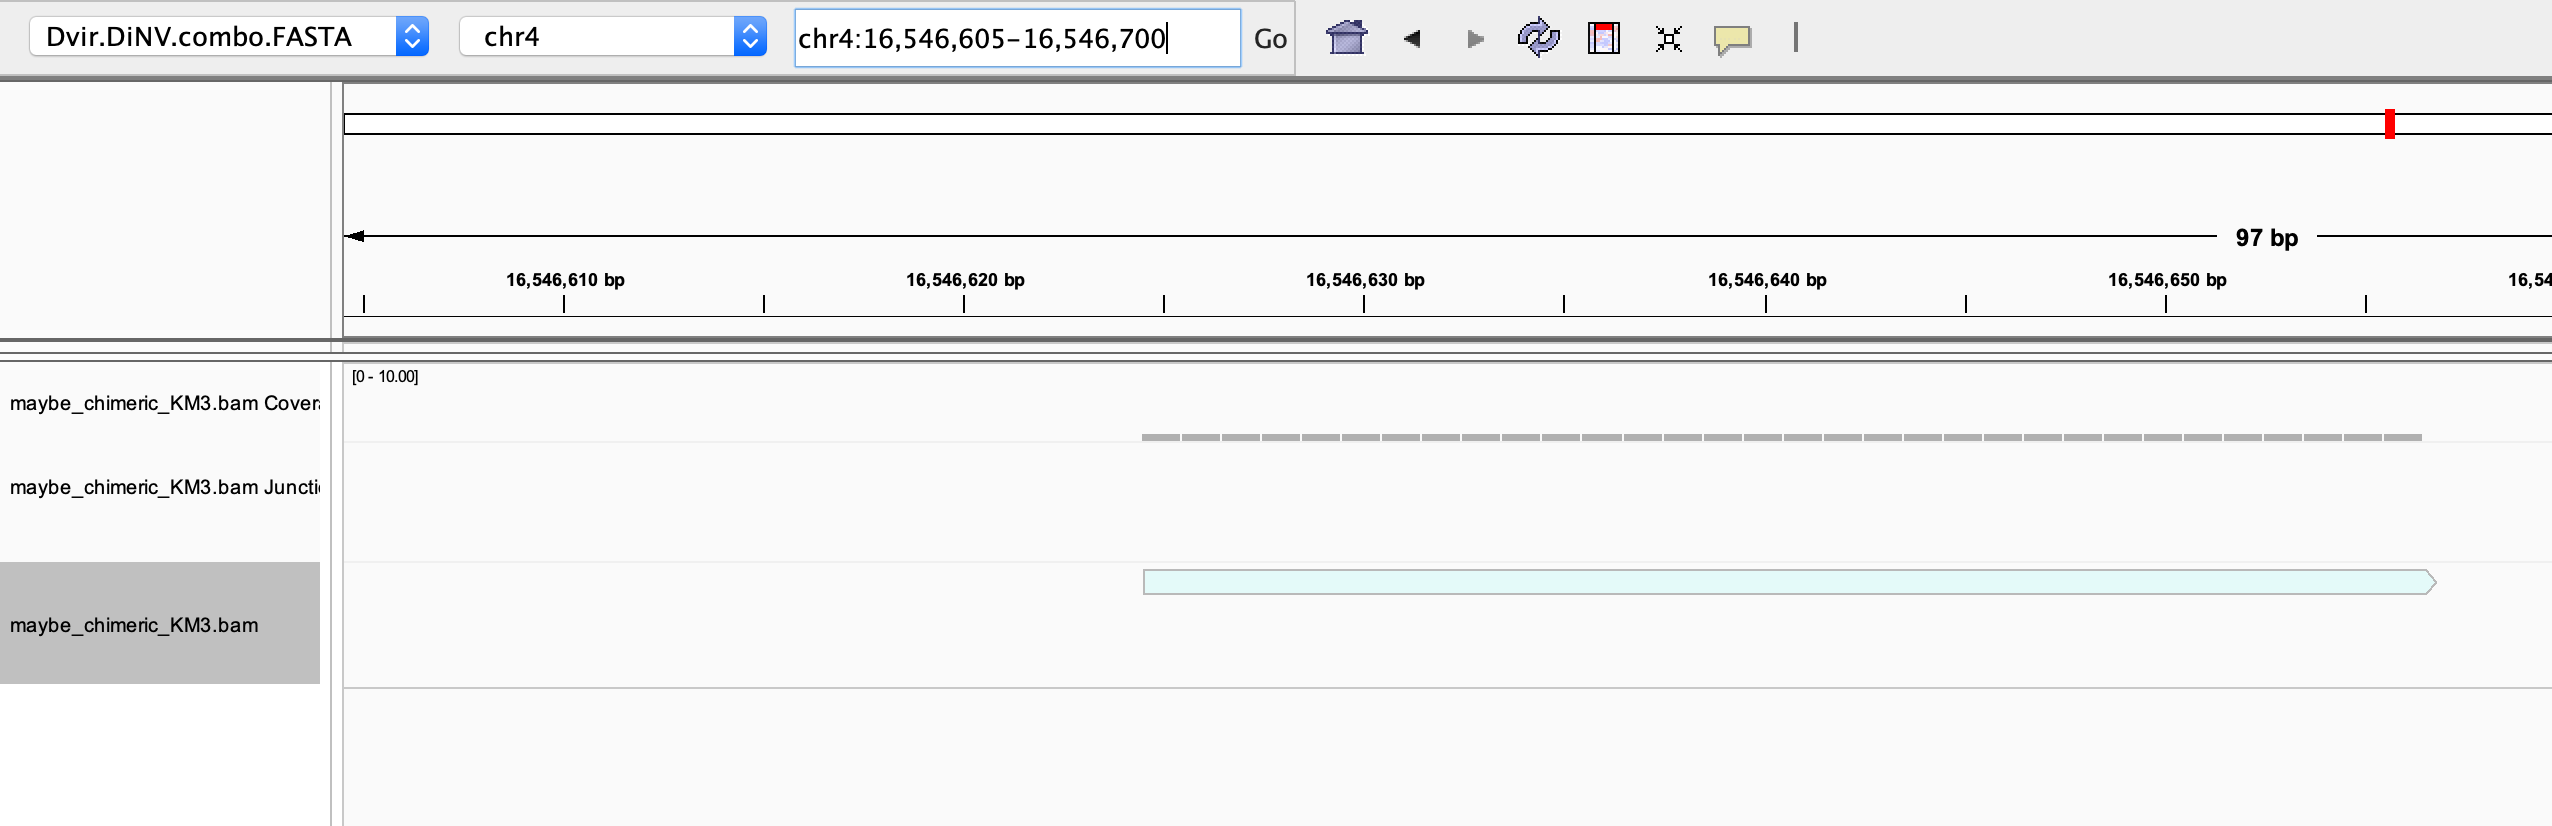 Dvir.DiNV.combo.FASTA chr4 chr4:16,546,605-16,546,700 Go
97 bp
16,546,610 bp 16,546,620 bp 16,546,630 bp 16,546,640 bp 16,546,650 bp 16,54
[0 - 10.00]
maybe_chimeric_KM3.bam Cover
maybe_chimeric_KM3.bam Juncti
maybe_chimeric_KM3.bam